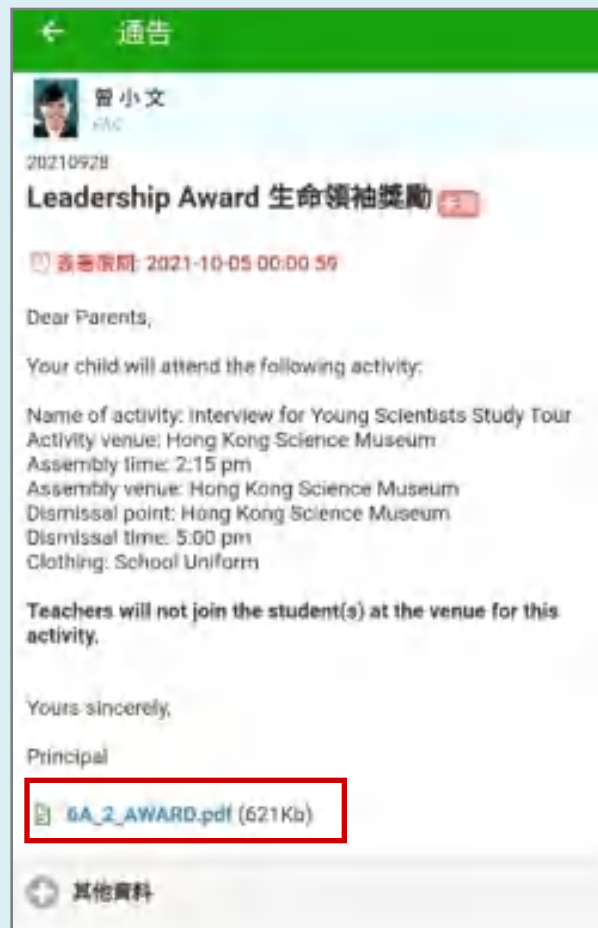 通告
曾小文
20210928
Leadership Award 生命領袖獎勵
簽署限期: 2021-10-05 00:00:59
Dear Parents,
Your child will attend the following activity:
Name of activity: Interview for Young Scientists Study Tour
Activity venue: Hong Kong Science Museum
Assembly time: 2:15 pm
Assembly venue: Hong Kong Science Museum
Dismissal point: Hong Kong Science Museum
Dismissal time: 5:00 pm
Clothing: School Uniform
Teachers will not join the student(s) at the venue for this
activity.
Yours sincerely,
Principal
6A_2_AWARD.pdf (621Kb)
其他資料